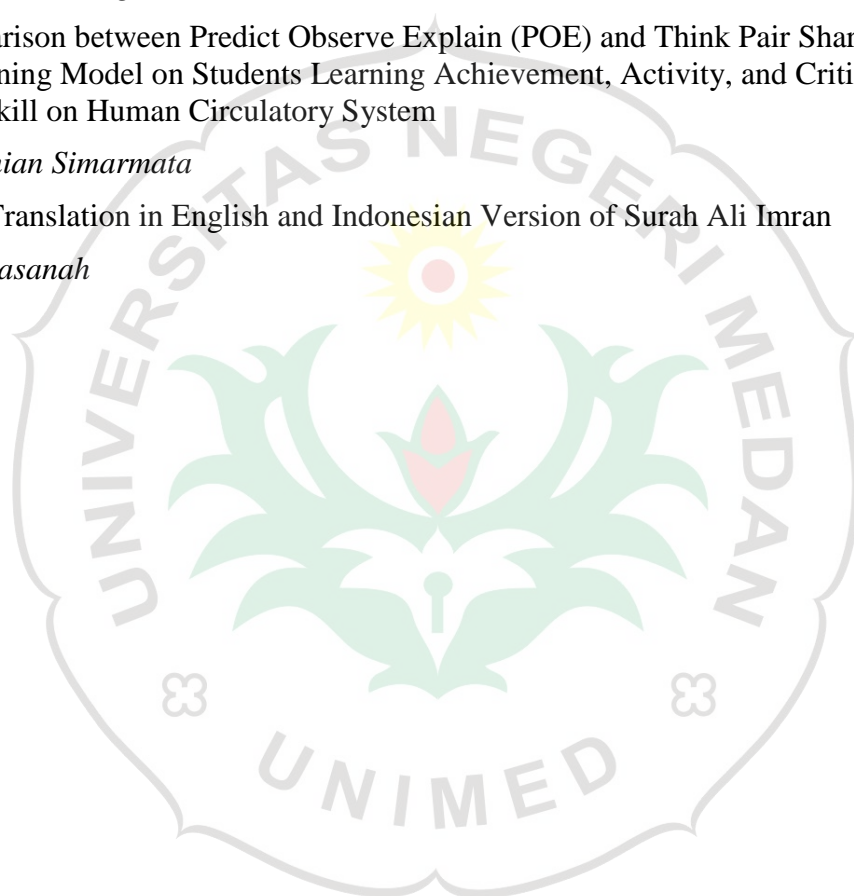 arison between Predict Observe Explain (POE) and Think Pair Shar
ning Model on Students Learning Achievement, Activity, and Criti
kill on Human Circulatory System
nian Simarmata
Translation in English and Indonesian Version of Surah Ali Imran
asanah
UNIVERSITAS NEGERI MEDAN
UNIMED